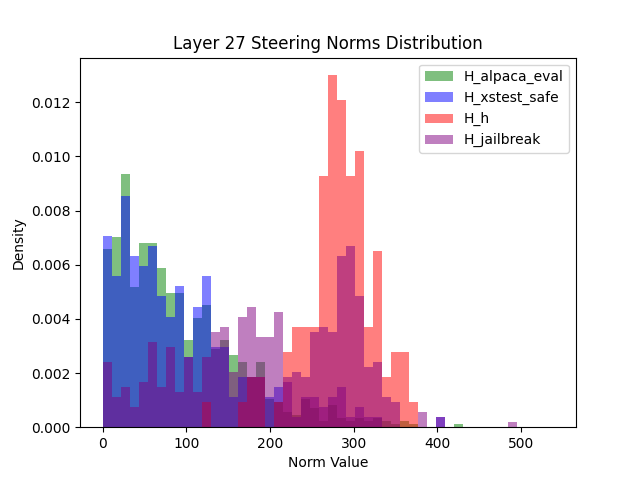 Layer 27 Steering Norms Distribution
H_alpaca_eval
H_xstest_safe
H_h
H_jailbreak
0.012
0.010
0.008
0.006
0.004
0.002
0.000
Density
0 100 200 300 400 500
Norm Value